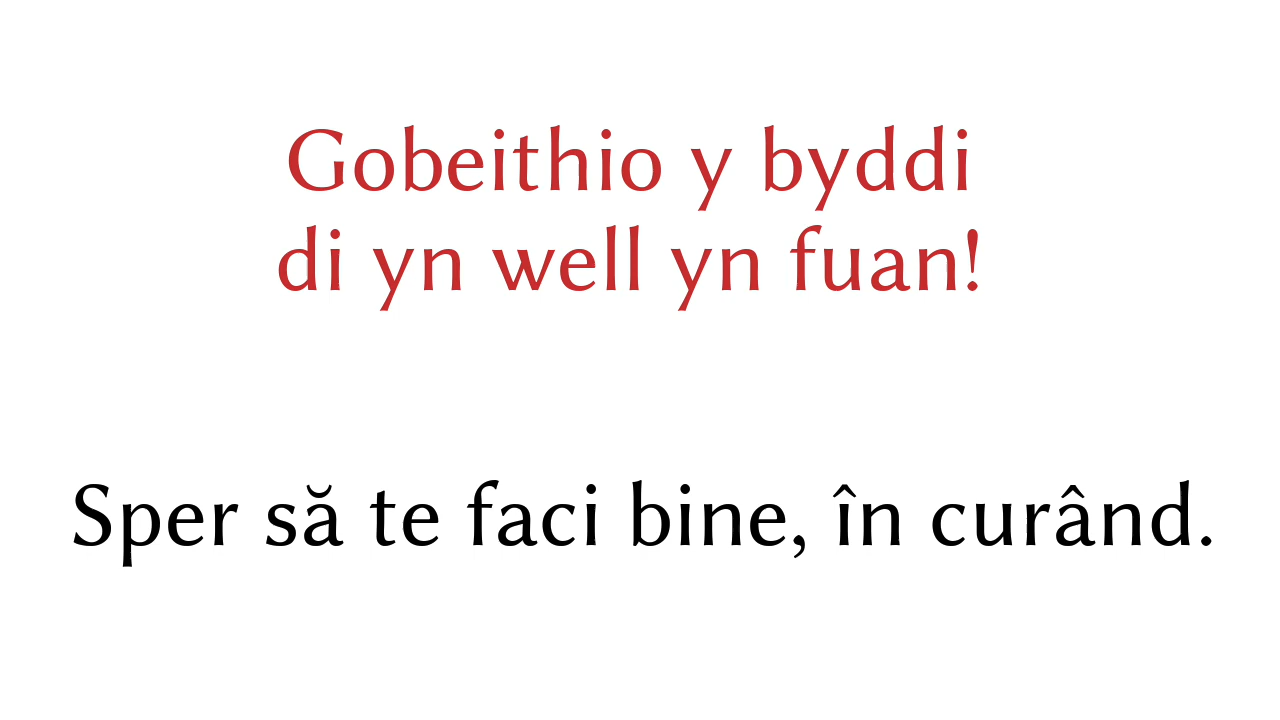 Gobeithio y byddi
di yn well yn fuan!
Sper să te faci bine, în curând.